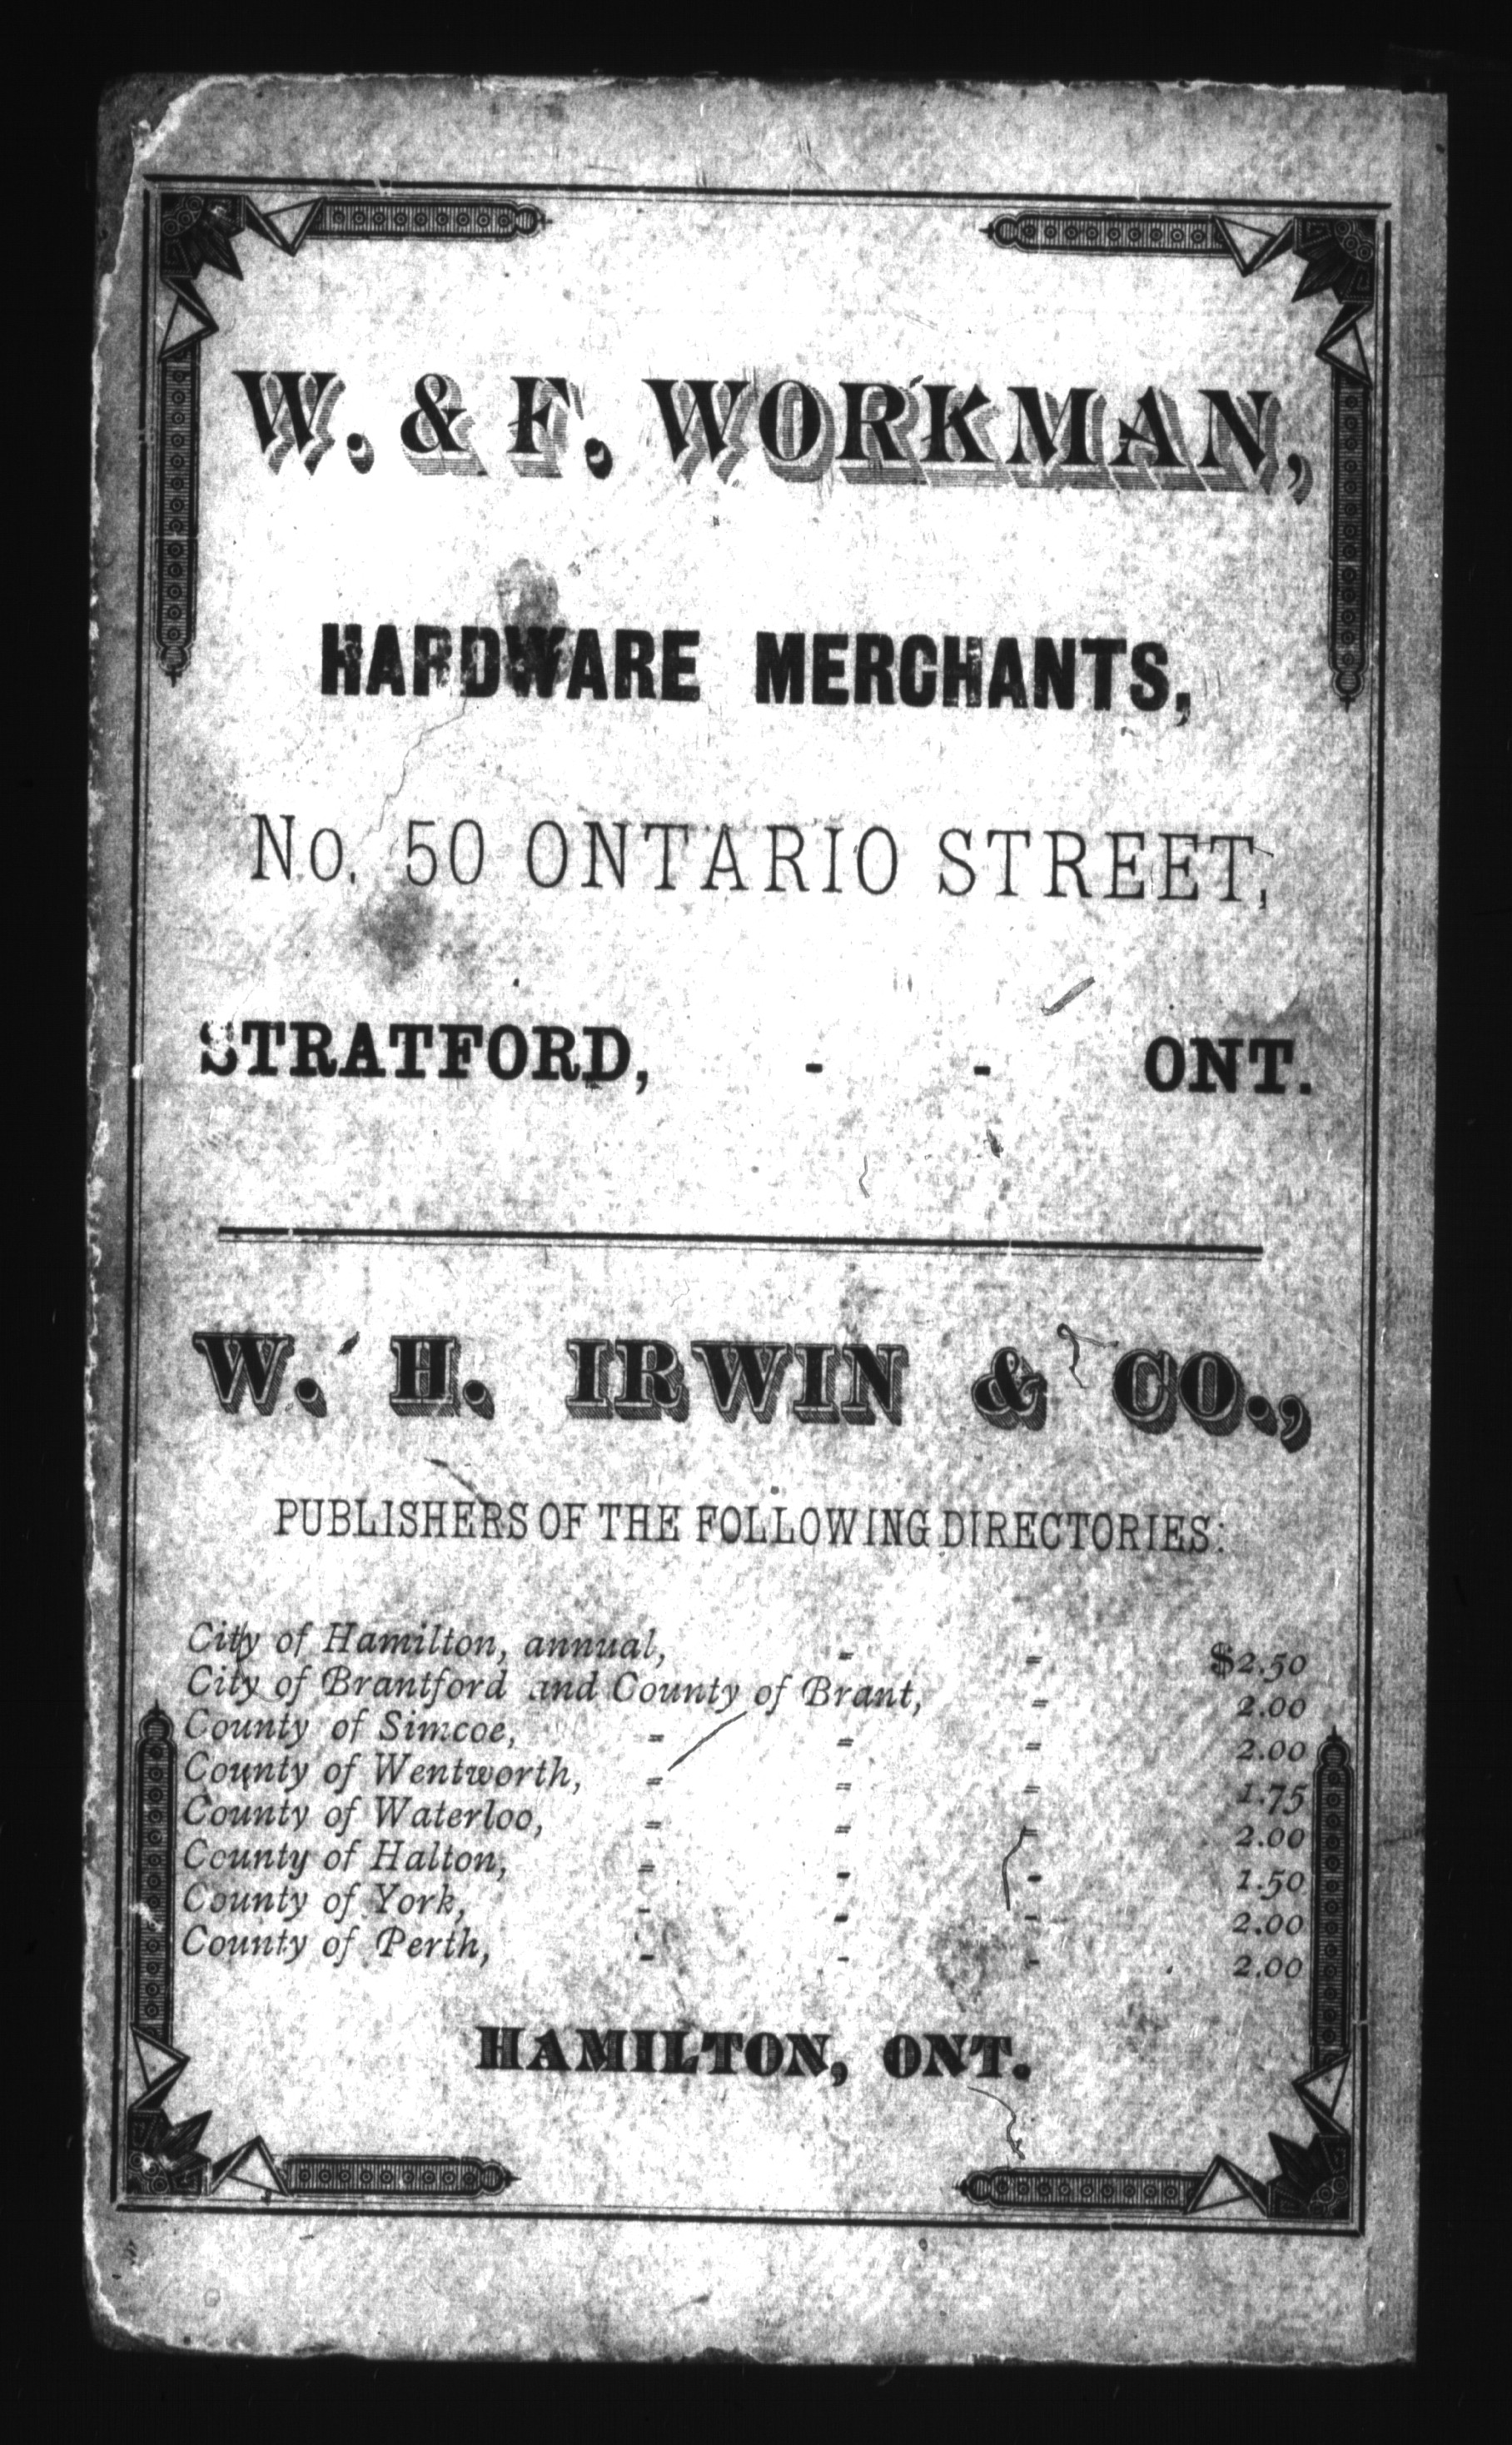 W. & F. WORKMAN,
HARDWARE MERCHANTS,
No. 50 ONTARIO STREET,
STRATFORD, - - ONT.
W. H. IRWIN & CO.,
PUBLISHERS OF THE FOLLOWING DIRECTORIES:
City of Hamilton, annual, - - $2.50
City of Brantford and County of Brant, - 2.00
County of Simcoe, - - - 2.00
County of Wentworth, - - - 1.75
County of Waterloo, - - - 2.00
County of Halton, - - - 1.50
County of York, - - - 2.00
County of Perth, - - - 2.00
HAMILTON, ONT.